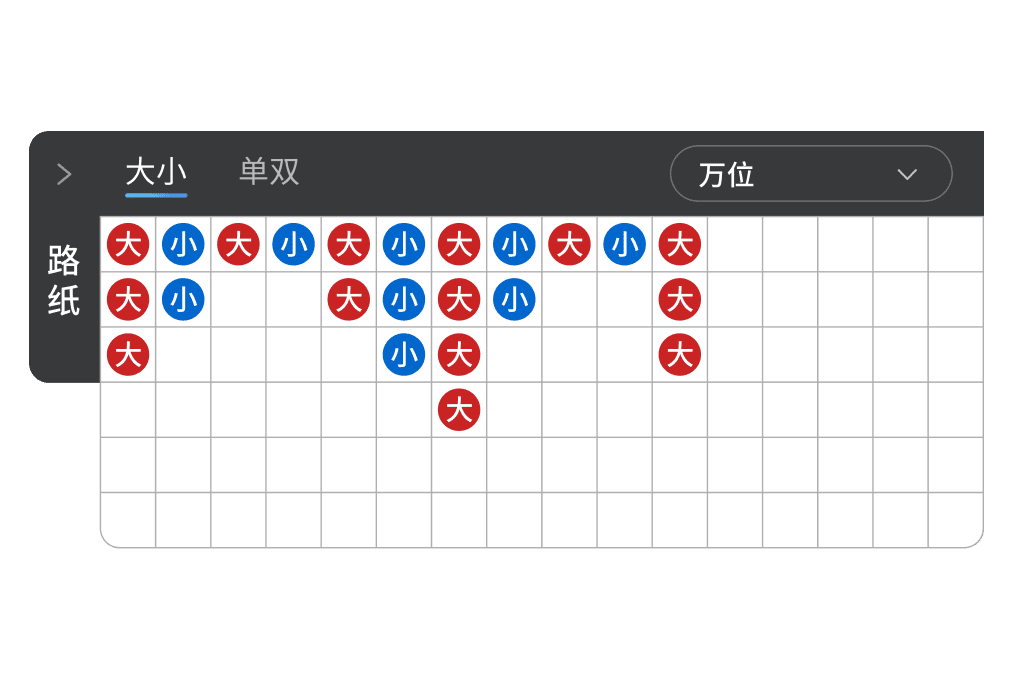 大小 单双 万位
路
纸
大 小 大 小 大 小 大 小 大 小 大
大 小 大 小 大 小 大
大 小 大 大
大